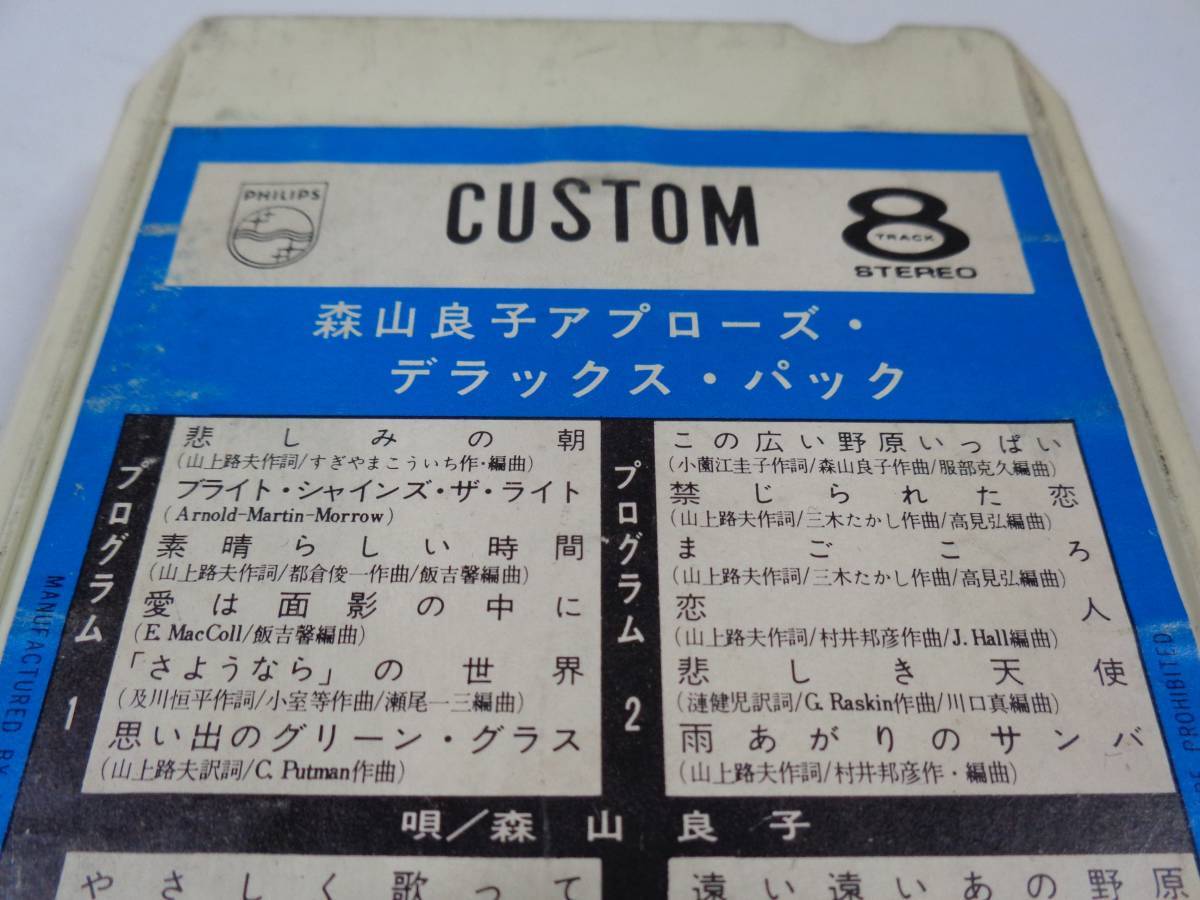 PHILIPS
CUSTOM
8
TRACK
STEREO
森山良子アプローズ・
デラックス・パック
プログラム1
悲しみの朝
(山上路夫作詞/すぎやまこういち作・編曲)
ブライト・シャインズ・ザ・ライト
(Arnold-Martin-Morrow)
素晴らしい時間
(山上路夫作詞/都倉俊一作曲/飯吉馨編曲)
愛は面影の中に
(E. MacColl/飯吉馨編曲)
「さようなら」の世界
(及川恒平作詞/小室等作曲/瀬尾一三編曲)
思い出のグリーン・グラス
(山上路夫訳詞/C. Putman作曲)
プログラム2
この広い野原いっぱい
(小薗江圭子作詞/森山良子作曲/服部克久編曲)
禁じられた恋
(山上路夫作詞/三木たかし作曲/高見弘編曲)
まごころ
(山上路夫作詞/三木たかし作曲/高見弘編曲)
恋人
(山上路夫作詞/村井邦彦作曲/J. Hall編曲)
悲しき天使
(漣健児訳詞/G. Raskin作曲/川口真編曲)
雨あがりのサンバ
(山上路夫作詞/村井邦彦作・編曲)
唄/森山良子
やさしく歌って
遠い遠いあの野原
MANUFACTURED BY
PROHIBITED